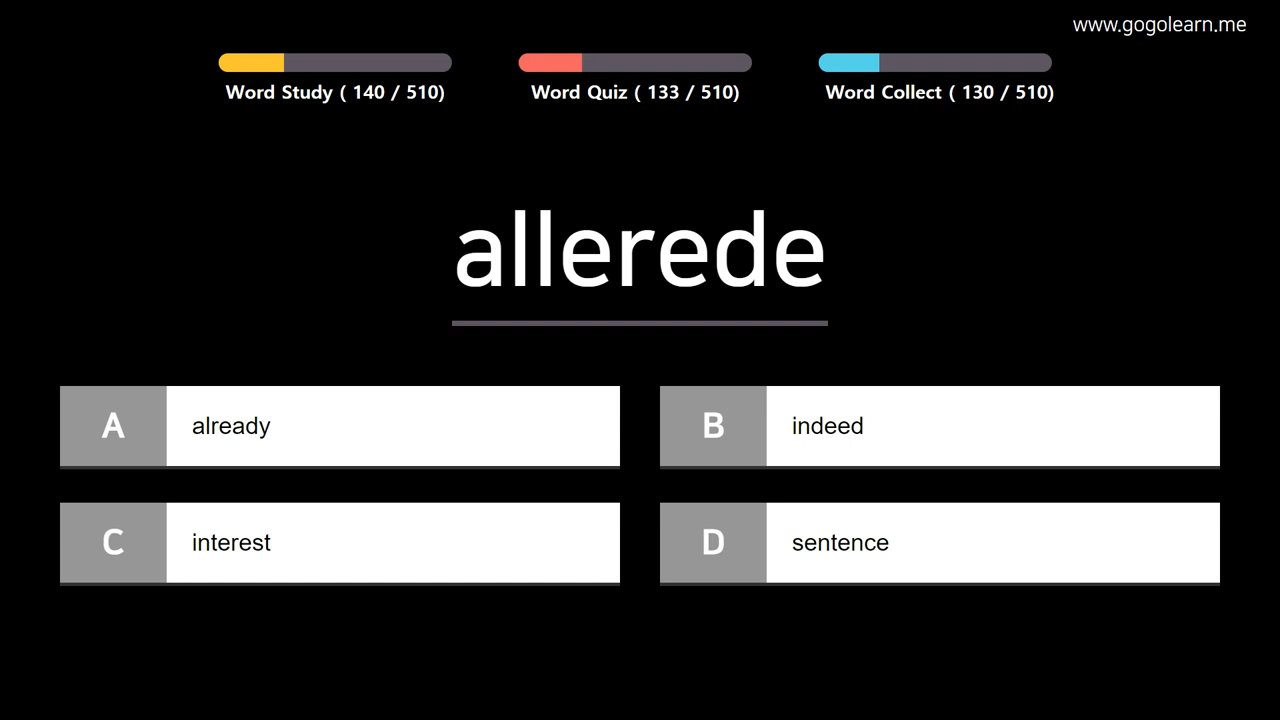 www.gogolearn.me
Word Study ( 140 / 510)
Word Quiz ( 133 / 510)
Word Collect ( 130 / 510)
allerede
A already
B indeed
C interest
D sentence